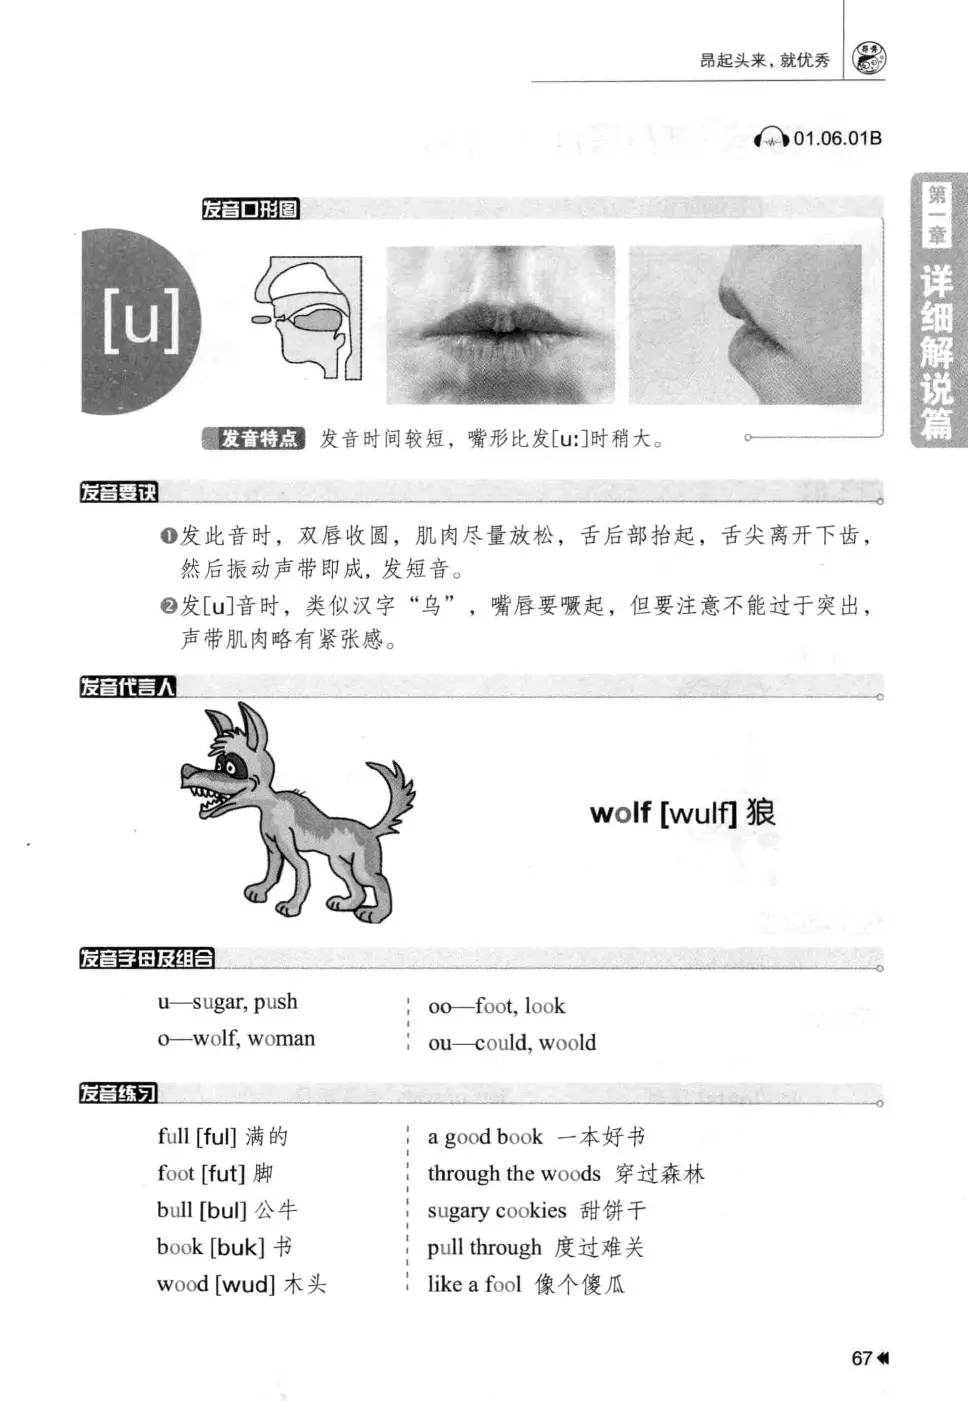 昂起头来，就优秀
昂秀
01.06.01B
第一章 详细解说篇
发音口形图
[u]
发音特点 发音时间较短，嘴形比发[u:]时稍大。
发音要诀
❶发此音时，双唇收圆，肌肉尽量放松，舌后部抬起，舌尖离开下齿，
然后振动声带即成，发短音。
❷发[u]音时，类似汉字“乌”，嘴唇要噘起，但要注意不能过于突出，
声带肌肉略有紧张感。
发音代言人
wolf [wulf] 狼
发音字母及组合
u—sugar, push
o—wolf, woman
oo—foot, look
ou—could, woold
发音练习
full [ful] 满的
foot [fut] 脚
bull [bul] 公牛
book [buk] 书
wood [wud] 木头
a good book 一本好书
through the woods 穿过森林
sugary cookies 甜饼干
pull through 度过难关
like a fool 像个傻瓜
67